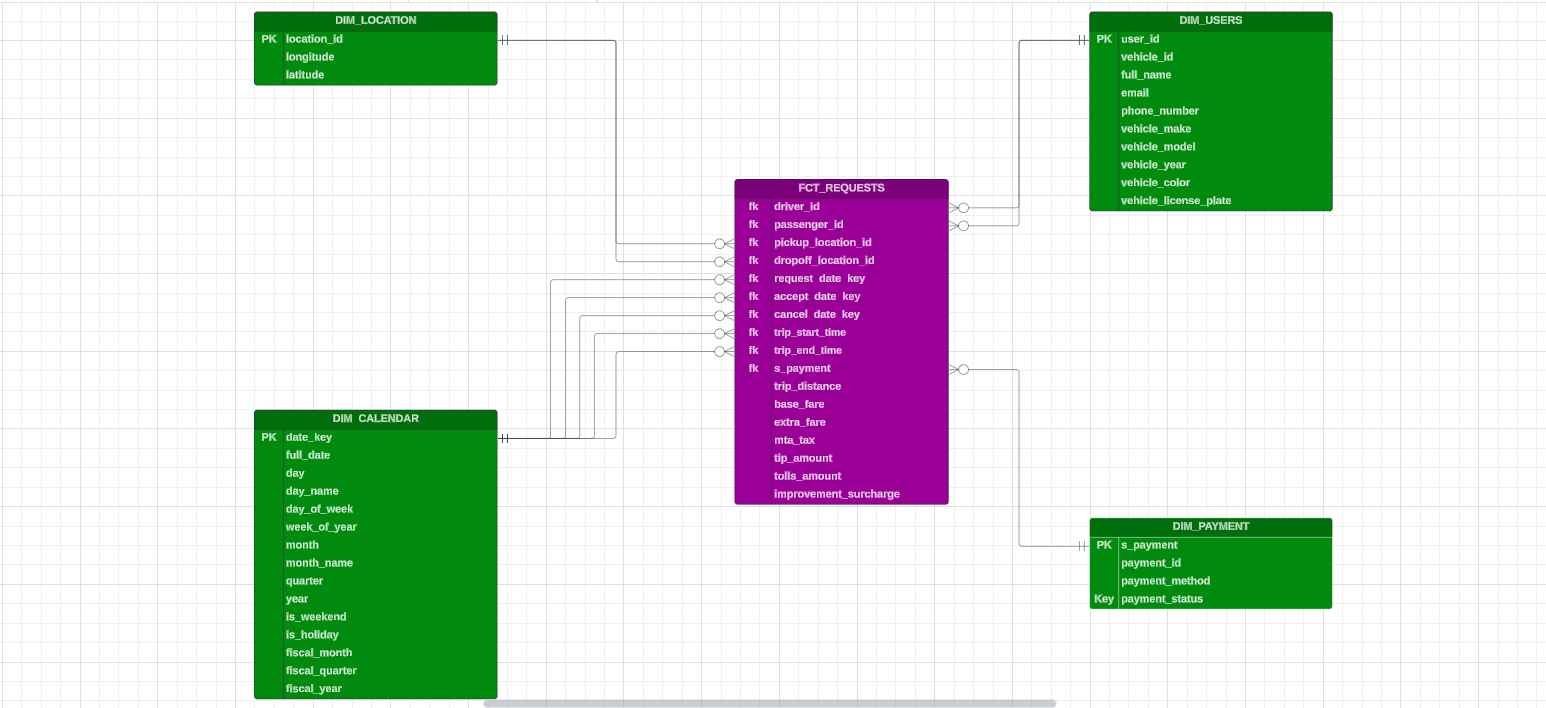 DIM_LOCATION
PK location_id
longitude
latitude
DIM_USERS
PK user_id
vehicle_id
full_name
email
phone_number
vehicle_make
vehicle_model
vehicle_year
vehicle_color
vehicle_license_plate
FCT_REQUESTS
fk driver_id
fk passenger_id
fk pickup_location_id
fk dropoff_location_id
fk request_date_key
fk accept_date_key
fk cancel_date_key
fk trip_start_time
fk trip_end_time
fk s_payment
trip_distance
base_fare
extra_fare
mta_tax
tip_amount
tolls_amount
improvement_surcharge
DIM_CALENDAR
PK date_key
full_date
day
day_name
day_of_week
week_of_year
month
month_name
quarter
year
is_weekend
is_holiday
fiscal_month
fiscal_quarter
fiscal_year
DIM_PAYMENT
PK s_payment
payment_id
payment_method
Key payment_status